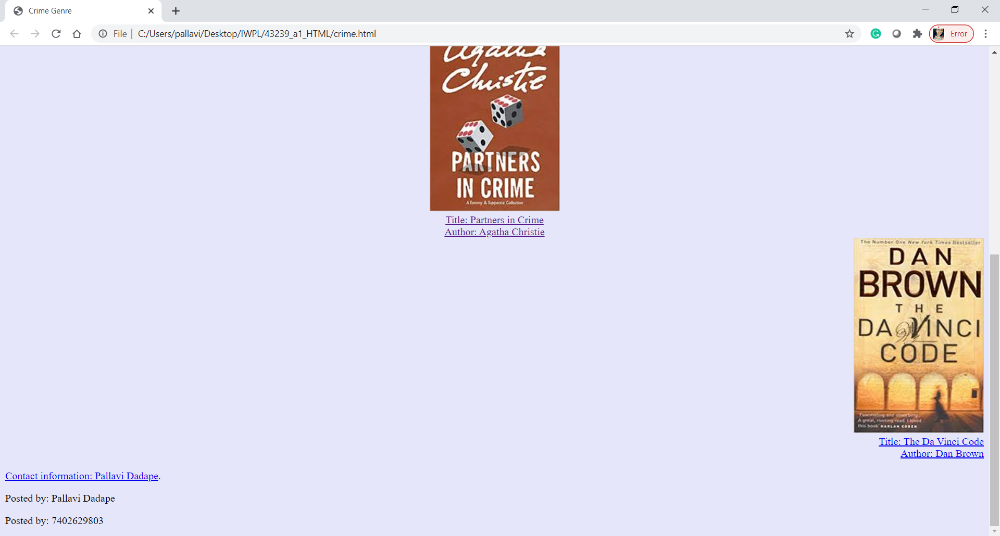 Crime Genre
File
C:/Users/pallavi/Desktop/IWPL/43239_a1_HTML/crime.html
Error
Agatha
Christie
PARTNERS
IN CRIME
A Tommy & Tuppence Collection
Title: Partners in Crime
Author: Agatha Christie
The Number One New York Times Bestseller
DAN
BROWN
THE
DA VINCI
CODE
Fascinating and absorbing.
A great, riveting read. I loved
this book' HARLAN COBEN
Title: The Da Vinci Code
Author: Dan Brown
Contact information: Pallavi Dadape.
Posted by: Pallavi Dadape
Posted by: 7402629803